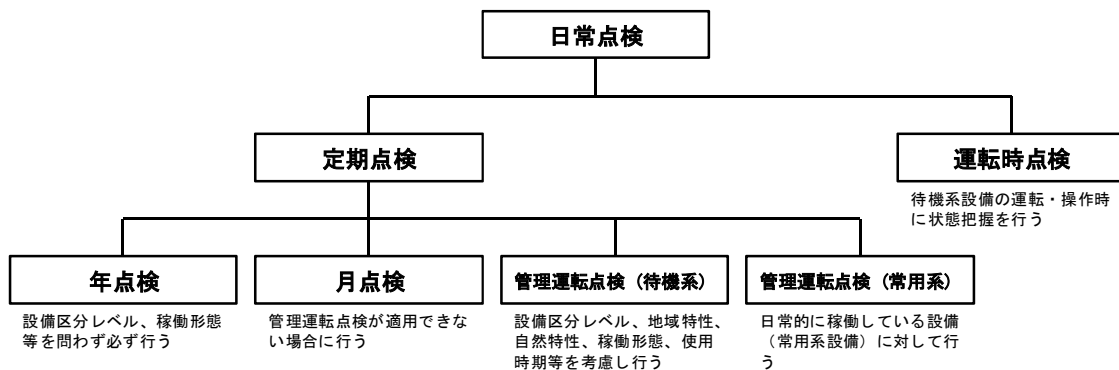 日常点検
定期点検
運転時点検
待機系設備の運転・操作時
に状態把握を行う
年点検
設備区分レベル、稼働形態
等を問わず必ず行う
月点検
管理運転点検が適用できな
い場合に行う
管理運転点検（待機系）
設備区分レベル、地域特性、
自然特性、稼働形態、使用
時期等を考慮し行う
管理運転点検（常用系）
日常的に稼働している設備
（常用系設備）に対して行
う